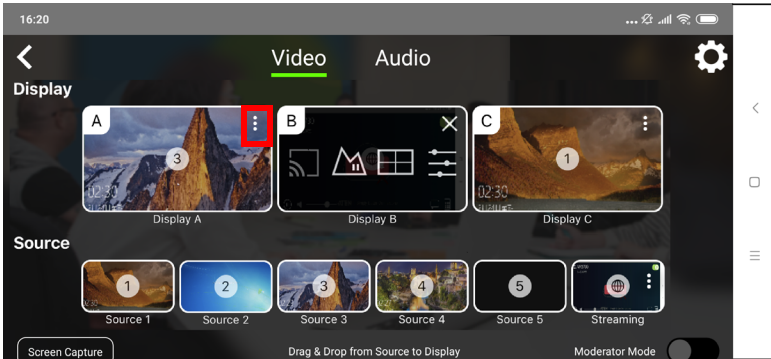 16:20
Video Audio
Display
A B C
3 1
02:30 02:30
Display A Display B Display C
Source
1 2 3 4 5
Source 1 Source 2 Source 3 Source 4 Source 5 Streaming
Screen Capture Drag & Drop from Source to Display Moderator Mode